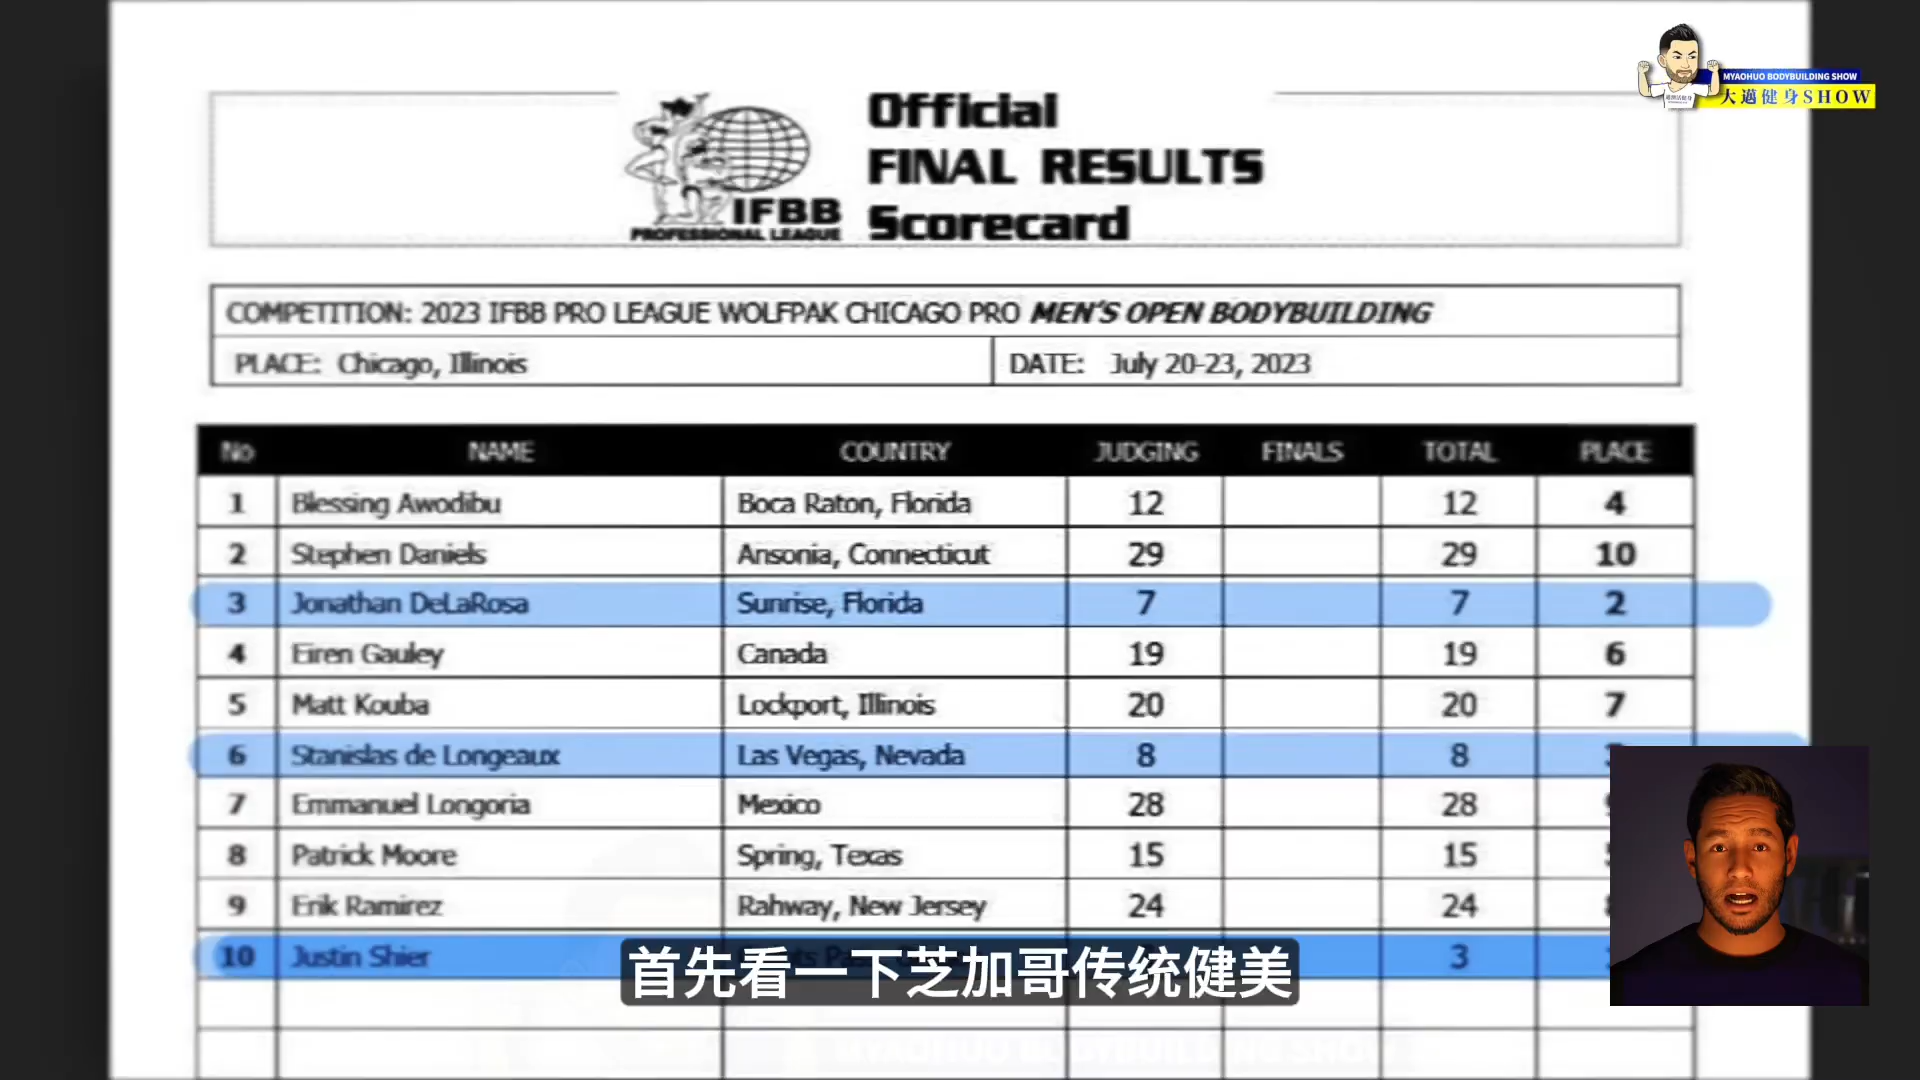 MYAOHUO BODYBUILDING SHOW
大邁健身SHOW
Official
FINAL RESULTS
Scorecard
IFBB
PROFESSIONAL LEAGUE
COMPETITION: 2023 IFBB PRO LEAGUE WOLFPAK CHICAGO PRO MEN'S OPEN BODYBUILDING
PLACE: Chicago, Illinois DATE: July 20-23, 2023
No NAME COUNTRY JUDGING FINALS TOTAL PLACE
1 Blessing Awodibu Boca Raton, Florida 12 12 4
2 Stephen Daniels Ansonia, Connecticut 29 29 10
3 Jonathan DeLaRosa Sunrise, Florida 7 7 2
4 Eiren Gauley Canada 19 19 6
5 Matt Kouba Lockport, Illinois 20 20 7
6 Stanislas de Longeaux Las Vegas, Nevada 8 8
7 Emmanuel Longoria Mexico 28 28
8 Patrick Moore Spring, Texas 15 15
9 Erik Ramirez Rahway, New Jersey 24 24
10 Justin Shier 3
首先看一下芝加哥传统健美